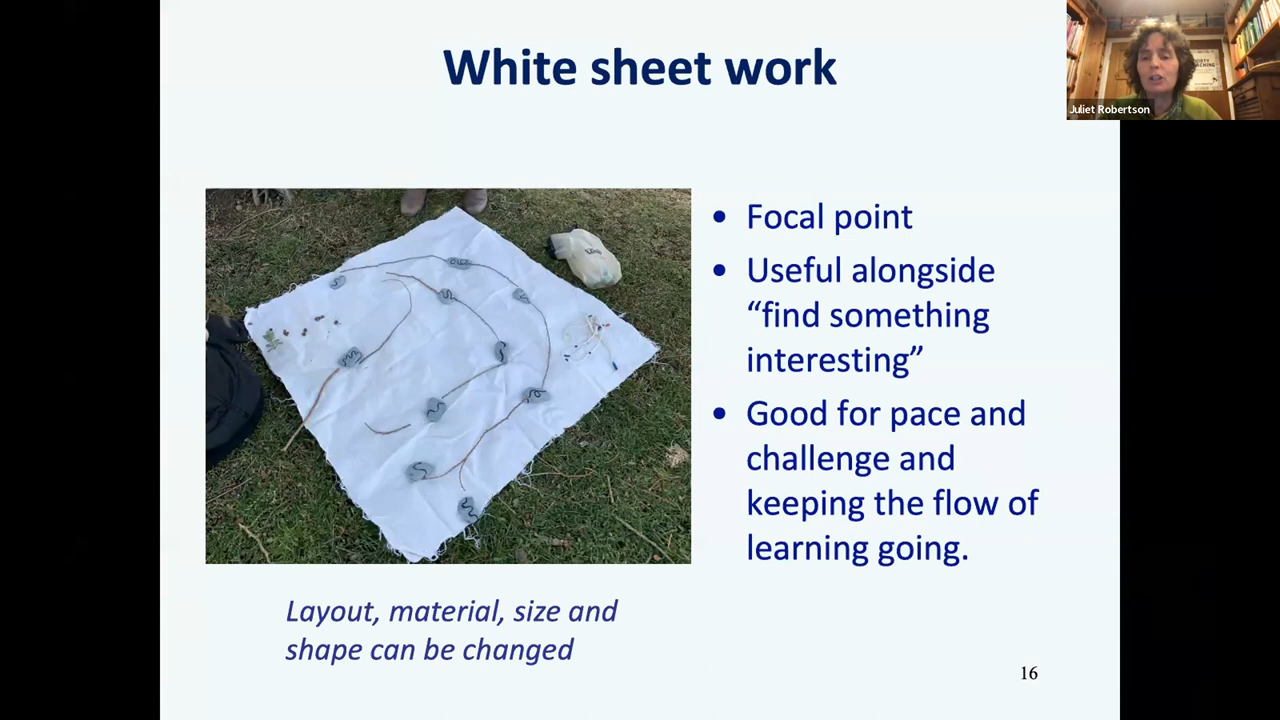 White sheet work
Juliet Robertson
• Focal point
• Useful alongside
“find something
interesting”
• Good for pace and
challenge and
keeping the flow of
learning going.
Layout, material, size and
shape can be changed
16